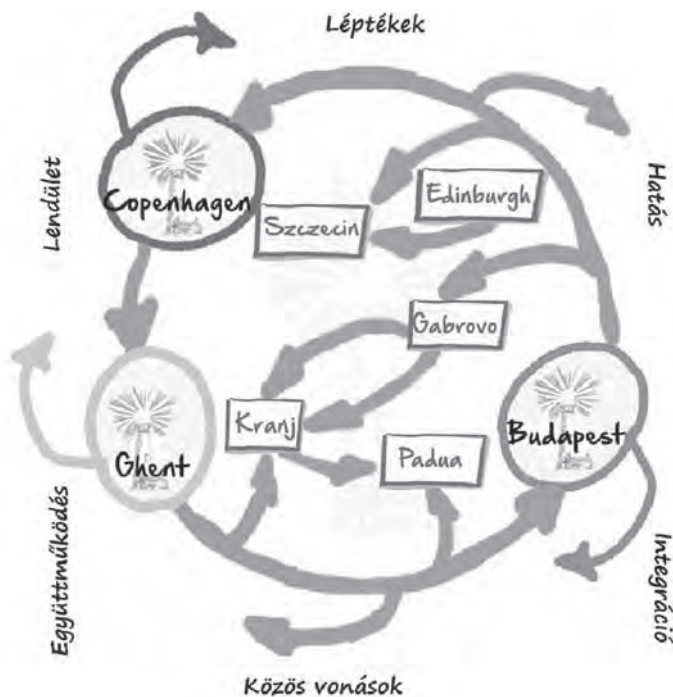 Léptékek
Lendület
Hatás
Copenhagen
Edinburgh
Szczecin
Gabrovo
Kranj
Padua
Ghent
Budapest
Együttműködés
Integráció
Közös vonások